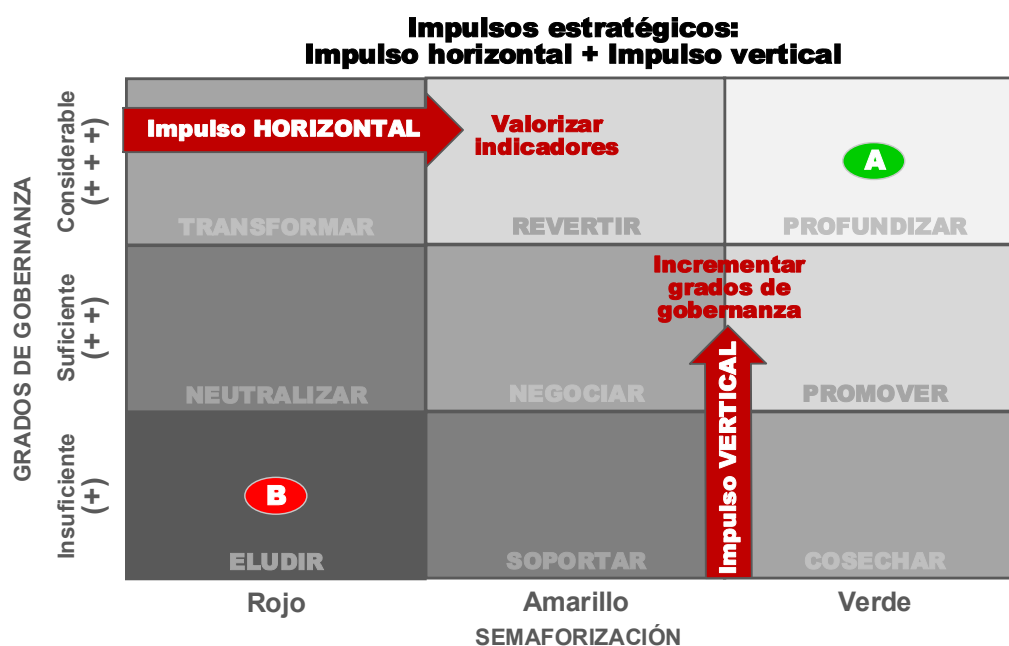 Impulsos estratégicos:
Impulso horizontal + Impulso vertical
GRADOS DE GOBERNANZA
Considerable
(+ + +)
Impulso HORIZONTAL
Valorizar
indicadores
A
TRANSFORMAR
REVERTIR
PROFUNDIZAR
Suficiente
(+ +)
Incrementar
grados de
gobernanza
NEUTRALIZAR
NEGOCIAR
PROMOVER
Insuficiente
(+)
B
Impulso VERTICAL
ELUDIR
SOPORTAR
COSECHAR
Rojo
Amarillo
Verde
SEMAFORIZACIÓN